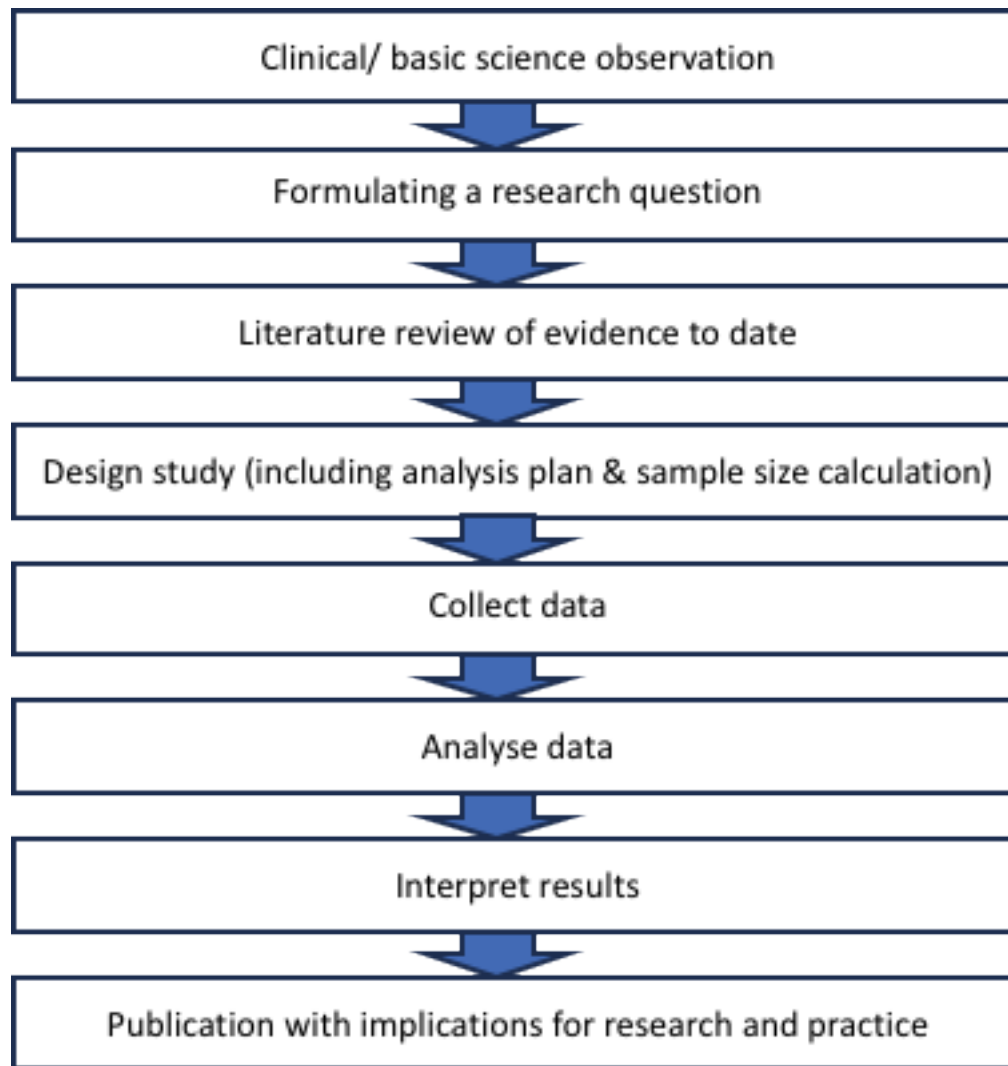 Clinical/ basic science observation
Formulating a research question
Literature review of evidence to date
Design study (including analysis plan & sample size calculation)
Collect data
Analyse data
Interpret results
Publication with implications for research and practice